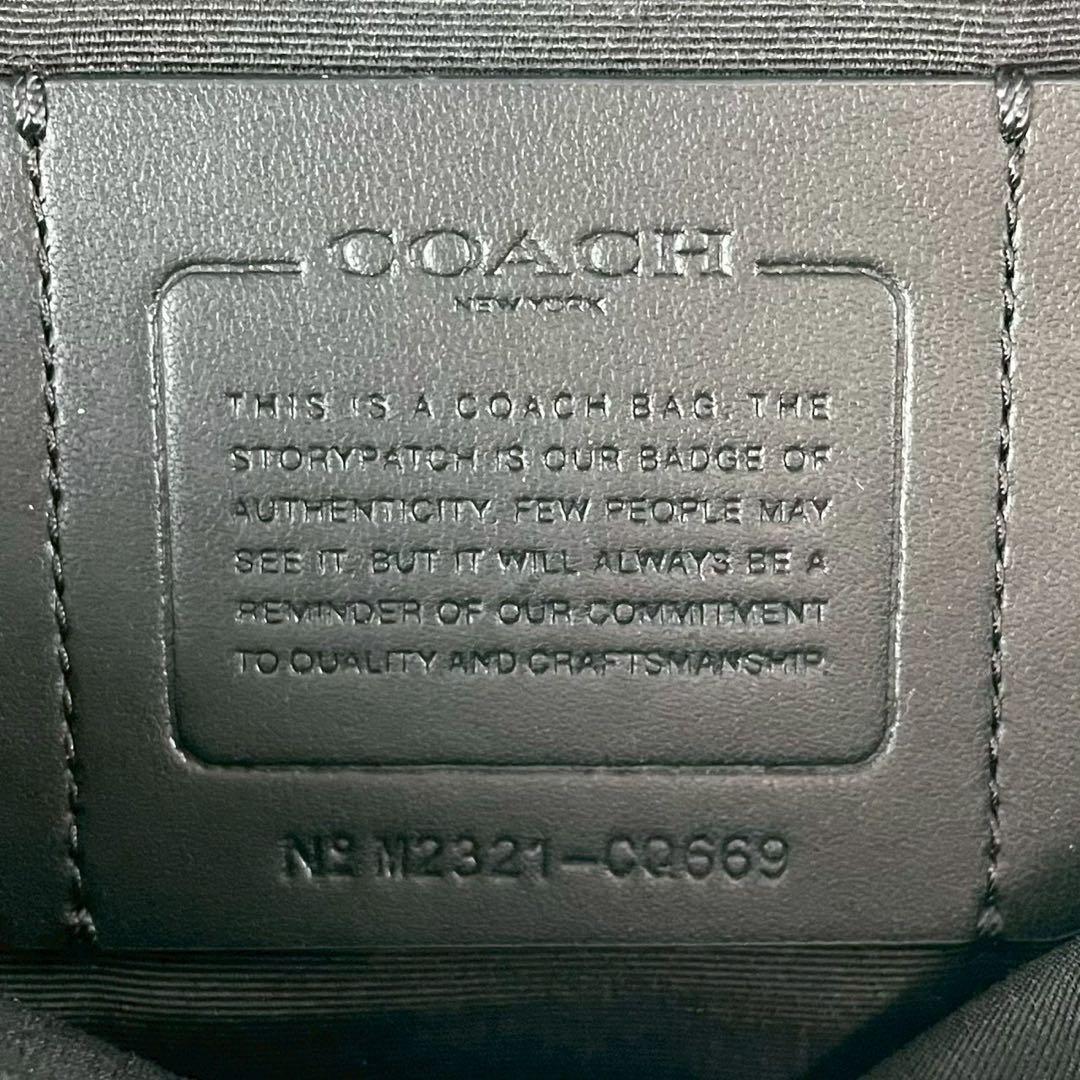 COACH
NEW YORK
THIS IS A COACH BAG. THE
STORYPATCH IS OUR BADGE OF
AUTHENTICITY. FEW PEOPLE MAY
SEE IT, BUT IT WILL ALWAYS BE A
REMINDER OF OUR COMMITMENT
TO QUALITY AND CRAFTSMANSHIP.
Nº M2321-CQ669